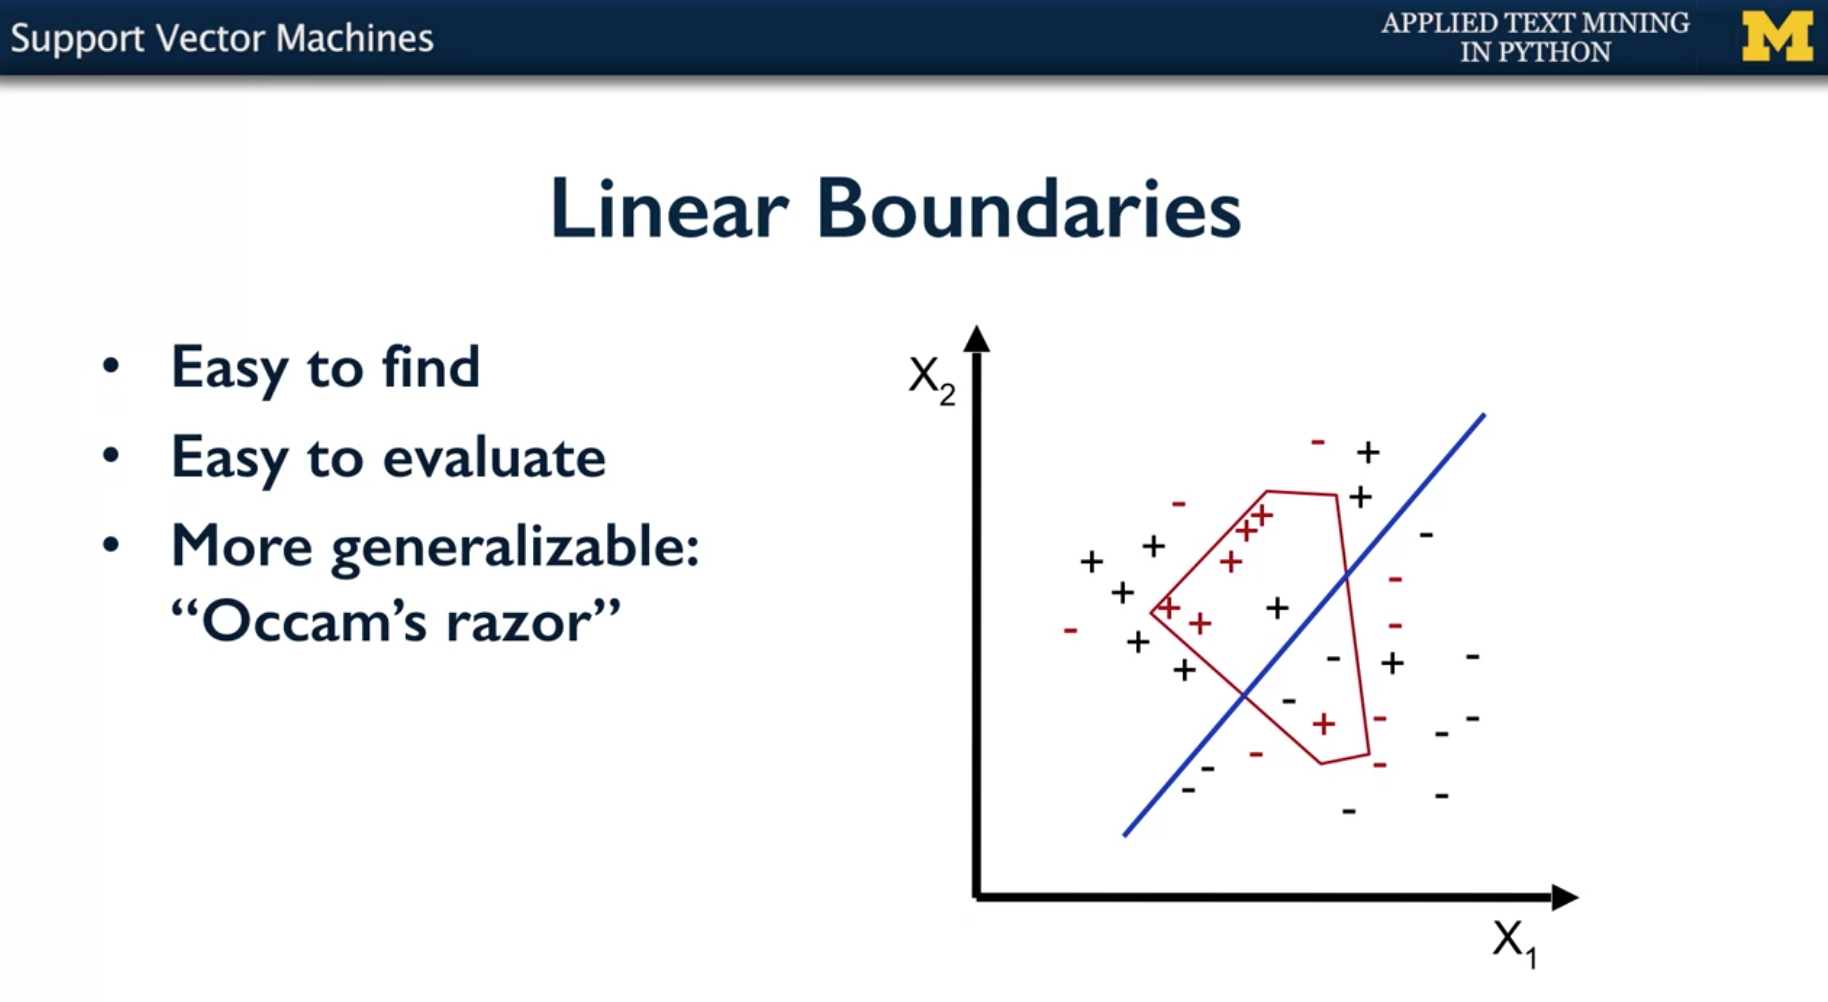 Support Vector Machines
APPLIED TEXT MINING
IN PYTHON
M
Linear Boundaries
• Easy to find
• Easy to evaluate
• More generalizable:
“Occam’s razor”
X₂
X₁